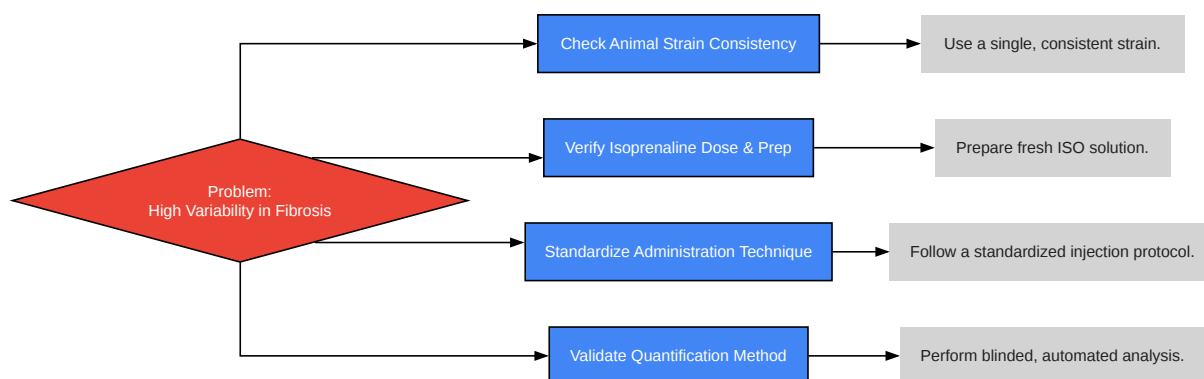 Check Animal Strain Consistency
Use a single, consistent strain.
Verify Isoprenaline Dose & Prep
Prepare fresh ISO solution.
Problem:
High Variability in Fibrosis
Standardize Administration Technique
Follow a standardized injection protocol.
Validate Quantification Method
Perform blinded, automated analysis.